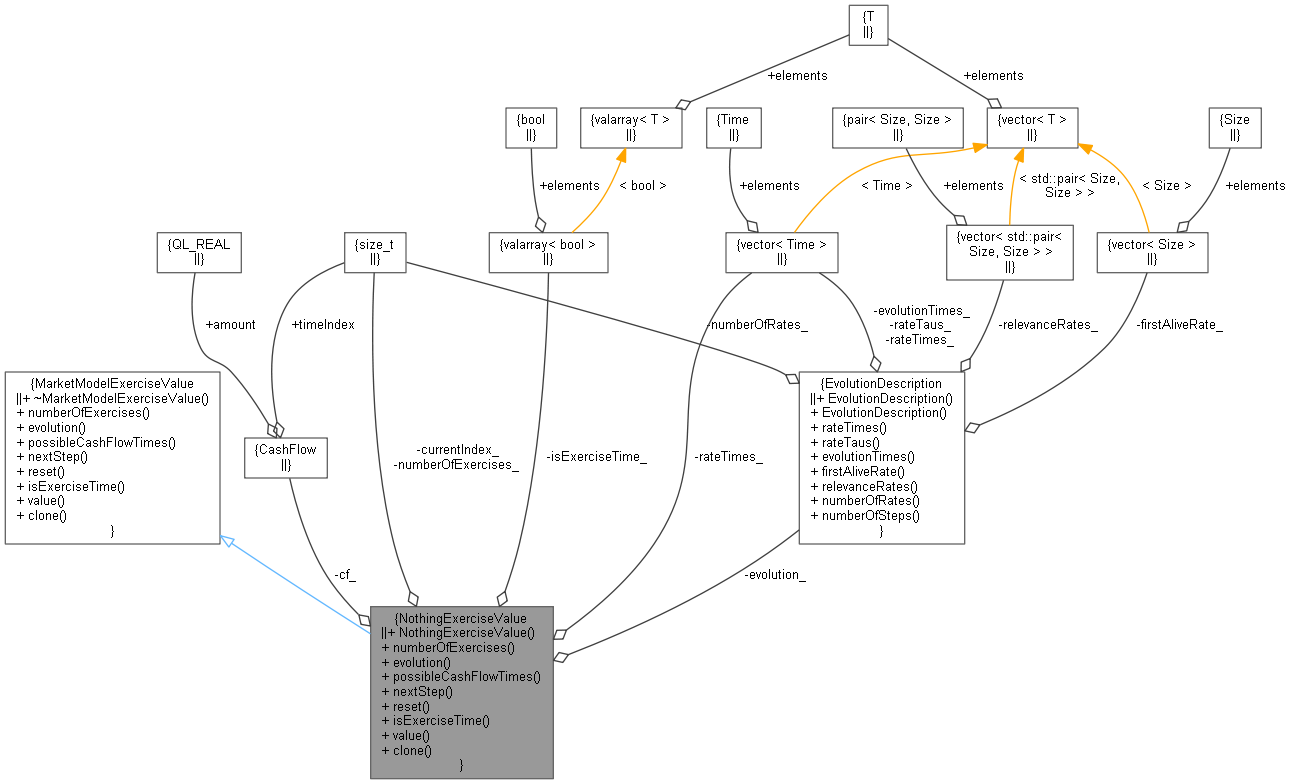 {T
||}
+elements
+elements
{bool
||}
{valarray< T >
||}
{Time
||}
{pair< Size, Size >
||}
{vector< T >
||}
{Size
||}
+elements
< bool >
+elements
< Time >
+elements
< std::pair< Size,
Size > >
< Size >
+elements
{QL_REAL
||}
{size_t
||}
{valarray< bool >
||}
{vector< Time >
||}
{vector< std::pair<
Size, Size > >
||}
{vector< Size >
||}
+amount
+timeIndex
-numberOfRates_
-evolutionTimes_
-rateTaus_
-rateTimes_
-relevanceRates_
-firstAliveRate_
{MarketModelExerciseValue
||+ ~MarketModelExerciseValue()
+ numberOfExercises()
+ evolution()
+ possibleCashFlowTimes()
+ nextStep()
+ reset()
+ isExerciseTime()
+ value()
+ clone()
}
{CashFlow
||}
-currentIndex_
-numberOfExercises_
-isExerciseTime_
-rateTimes_
{EvolutionDescription
||+ EvolutionDescription()
+ EvolutionDescription()
+ rateTimes()
+ rateTaus()
+ evolutionTimes()
+ firstAliveRate()
+ relevanceRates()
+ numberOfRates()
+ numberOfSteps()
}
-cf_
-evolution_
{NothingExerciseValue
||+ NothingExerciseValue()
+ numberOfExercises()
+ evolution()
+ possibleCashFlowTimes()
+ nextStep()
+ reset()
+ isExerciseTime()
+ value()
+ clone()
}